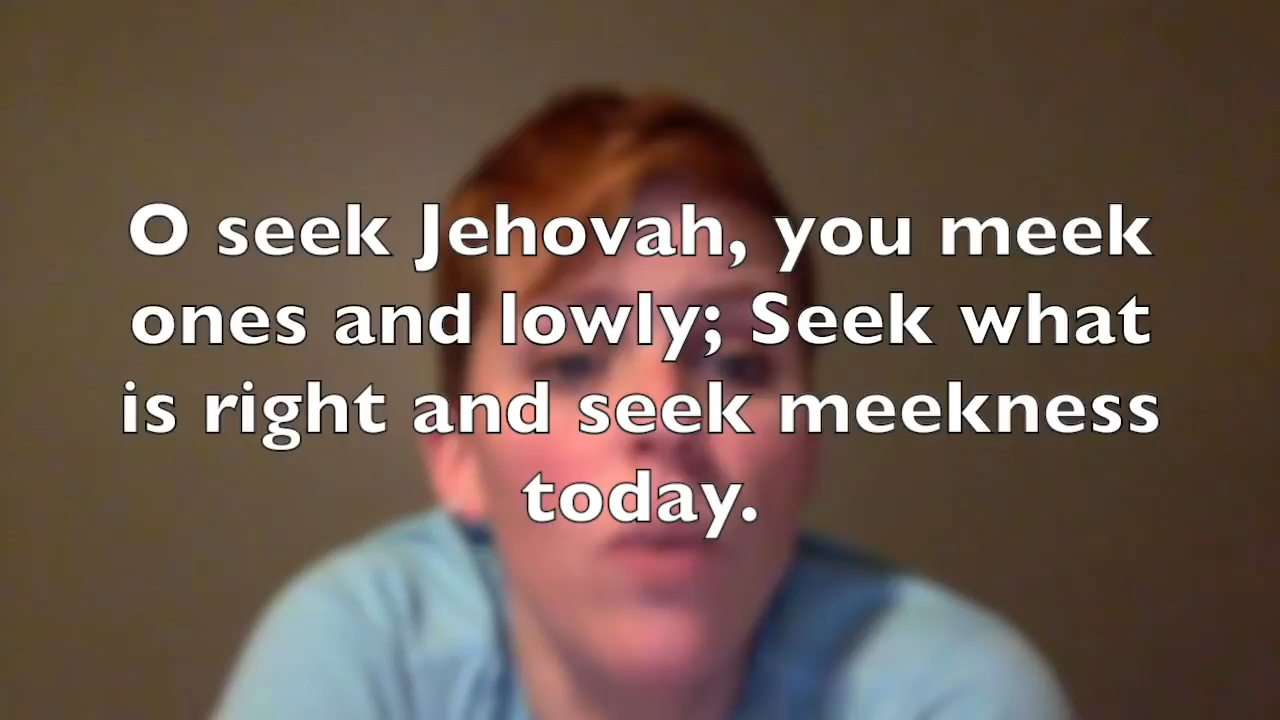 O seek Jehovah, you meek
ones and lowly; Seek what
is right and seek meekness
today.